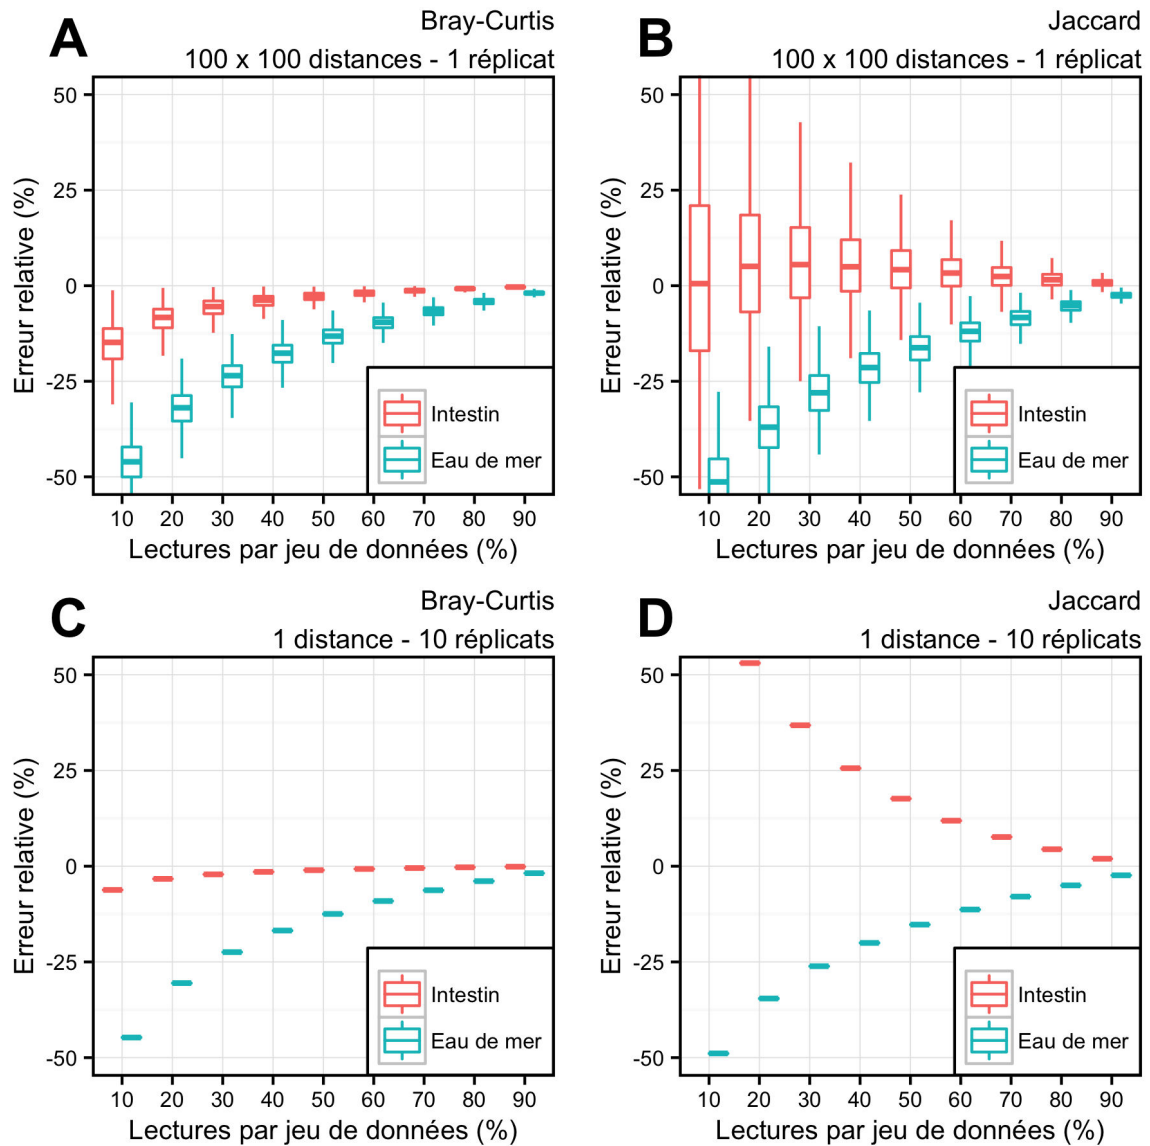 A
Bray-Curtis
100 x 100 distances - 1 réplicat
50
25
0
-25
-50
Erreur relative (%)
Intestin
Eau de mer
10 20 30 40 50 60 70 80 90
Lectures par jeu de données (%)
B
Jaccard
100 x 100 distances - 1 réplicat
50
25
0
-25
-50
Erreur relative (%)
Intestin
Eau de mer
10 20 30 40 50 60 70 80 90
Lectures par jeu de données (%)
C
Bray-Curtis
1 distance - 10 réplicats
50
25
0
-25
-50
Erreur relative (%)
Intestin
Eau de mer
10 20 30 40 50 60 70 80 90
Lectures par jeu de données (%)
D
Jaccard
1 distance - 10 réplicats
50
25
0
-25
-50
Erreur relative (%)
Intestin
Eau de mer
10 20 30 40 50 60 70 80 90
Lectures par jeu de données (%)